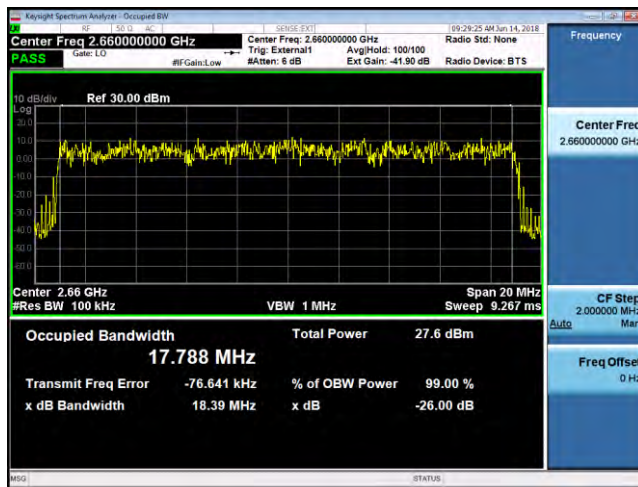 Keysight Spectrum Analyzer - Occupied BW
RF 50 Ω AC SENSE:EXT 09:29:25 AM Jun 14, 2018
Center Freq 2.660000000 GHz Center Freq: 2.660000000 GHz Radio Std: None
PASS Gate: LO Trig: External1 Avg|Hold: 100/100
#IFGain:Low #Atten: 6 dB Ext Gain: -41.90 dB Radio Device: BTS
10 dB/div Ref 30.00 dBm
Log
20.0
10.0
0.00
-10.0
-20.0
-30.0
-40.0
-50.0
-60.0
Center 2.66 GHz Span 20 MHz
#Res BW 100 kHz VBW 1 MHz Sweep 9.267 ms
Occupied Bandwidth Total Power 27.6 dBm
17.788 MHz
Transmit Freq Error -76.641 kHz % of OBW Power 99.00 %
x dB Bandwidth 18.39 MHz x dB -26.00 dB
MSG STATUS
Frequency
Center Freq
2.660000000 GHz
CF Step
2.000000 MHz
Auto Man
Freq Offset
0 Hz